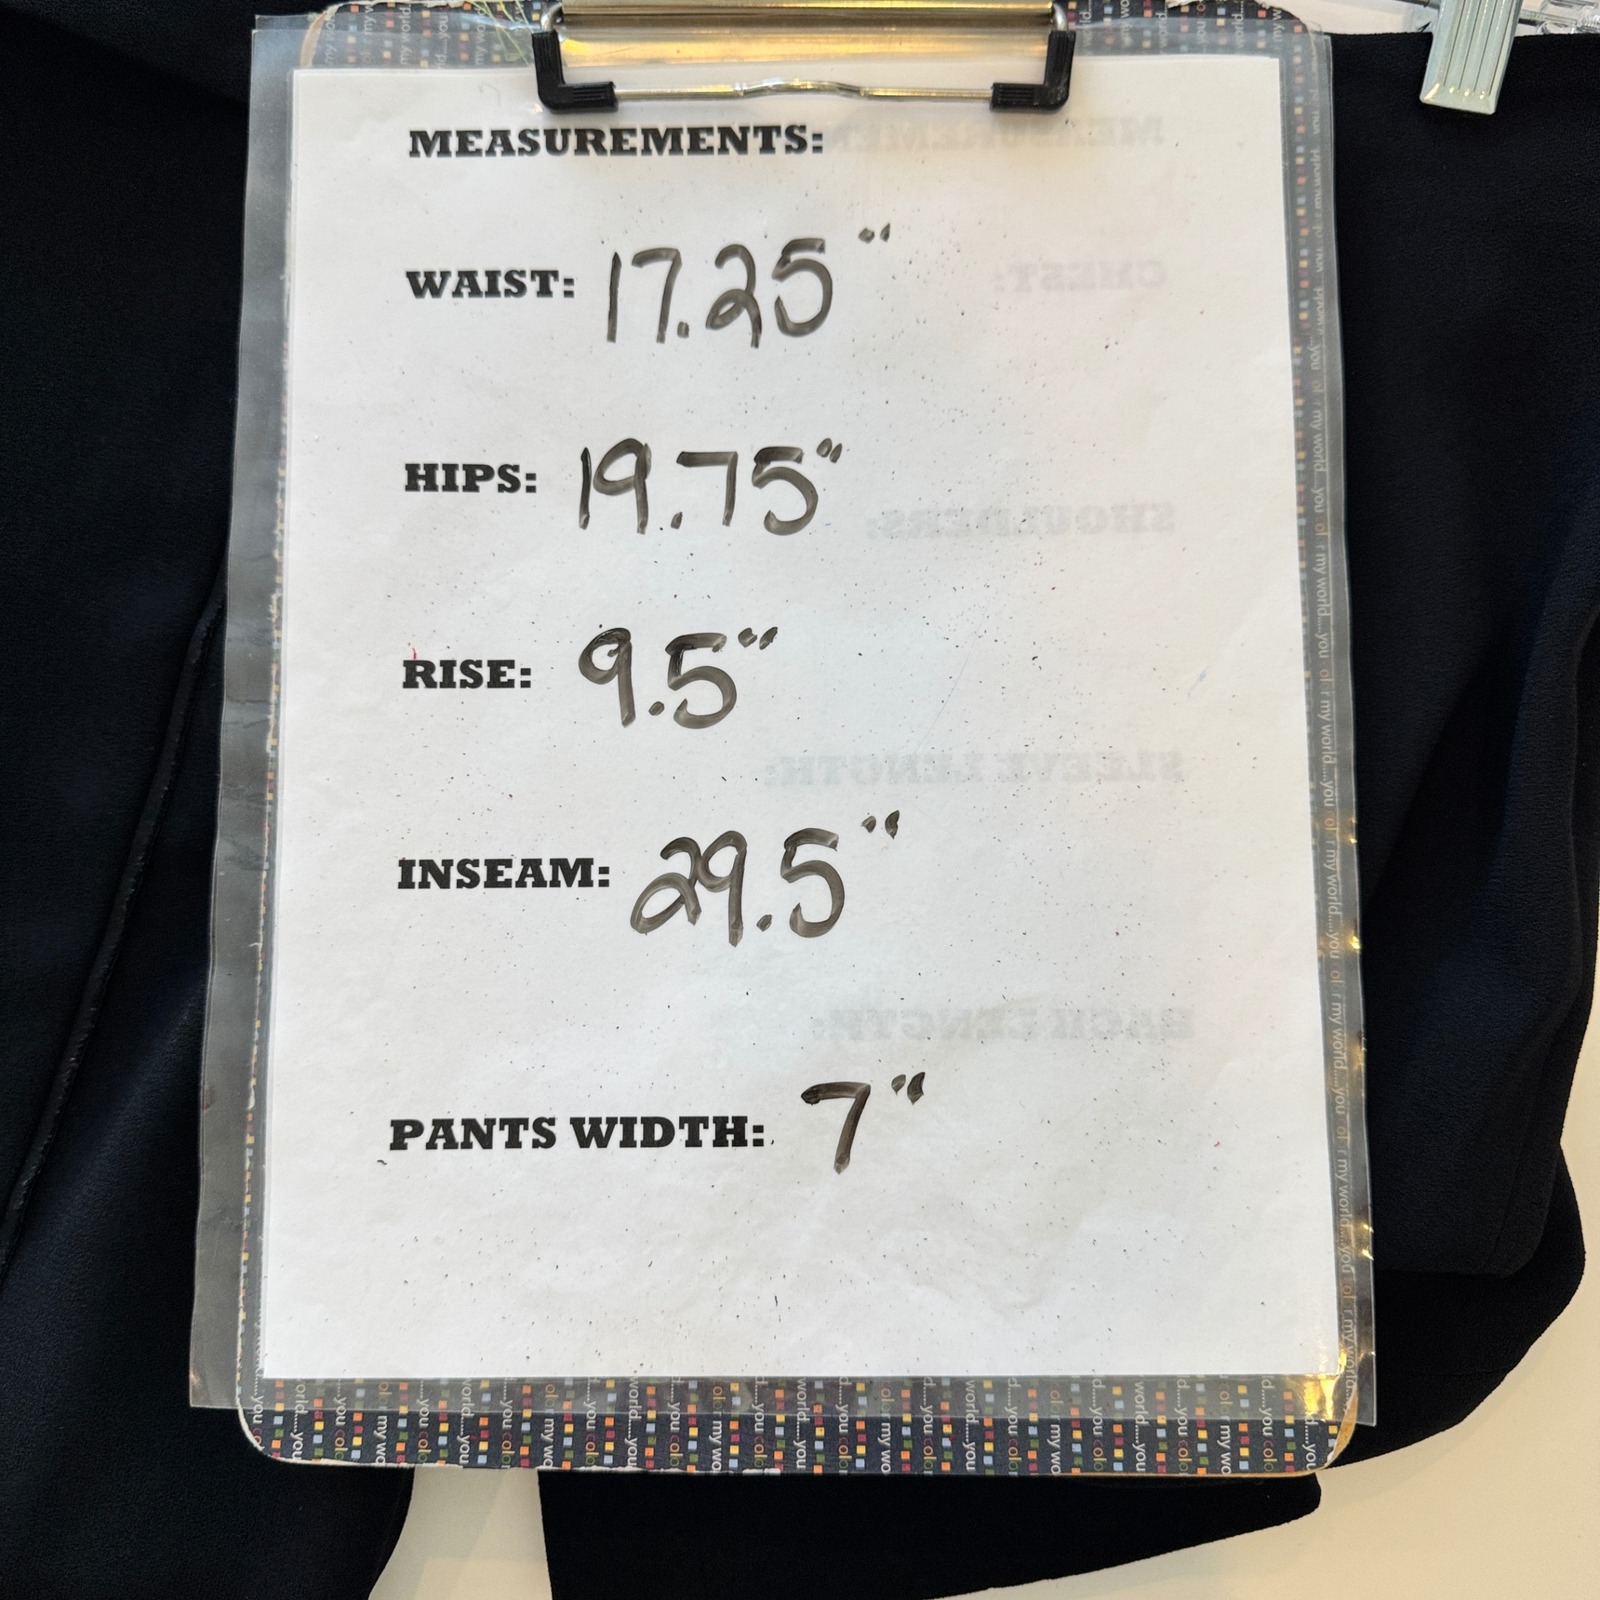 MEASUREMENTS:
WAIST: 17.25"
HIPS: 19.75"
RISE: 9.5"
INSEAM: 29.5"
PANTS WIDTH: 7"